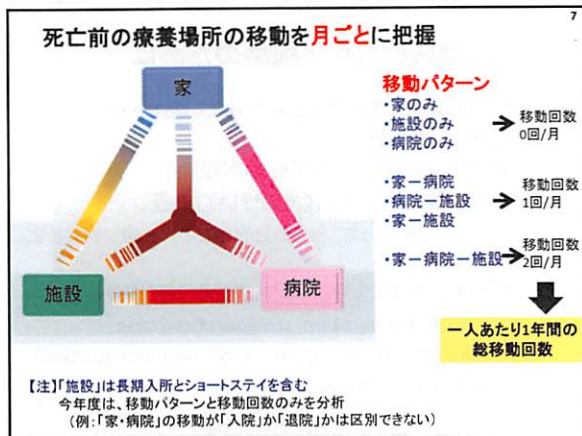 7
死亡前の療養場所の移動を月ごとに把握
家
施設
病院
移動パターン
・家のみ
・施設のみ
・病院のみ
移動回数
0回/月
・家ー病院
・病院ー施設
・家ー施設
移動回数
1回/月
・家ー病院ー施設
移動回数
2回/月
一人あたり1年間の
総移動回数
【注】「施設」は長期入所とショートステイを含む
今年度は、移動パターンと移動回数のみを分析
(例:「家・病院」の移動が「入院」か「退院」かは区別できない)